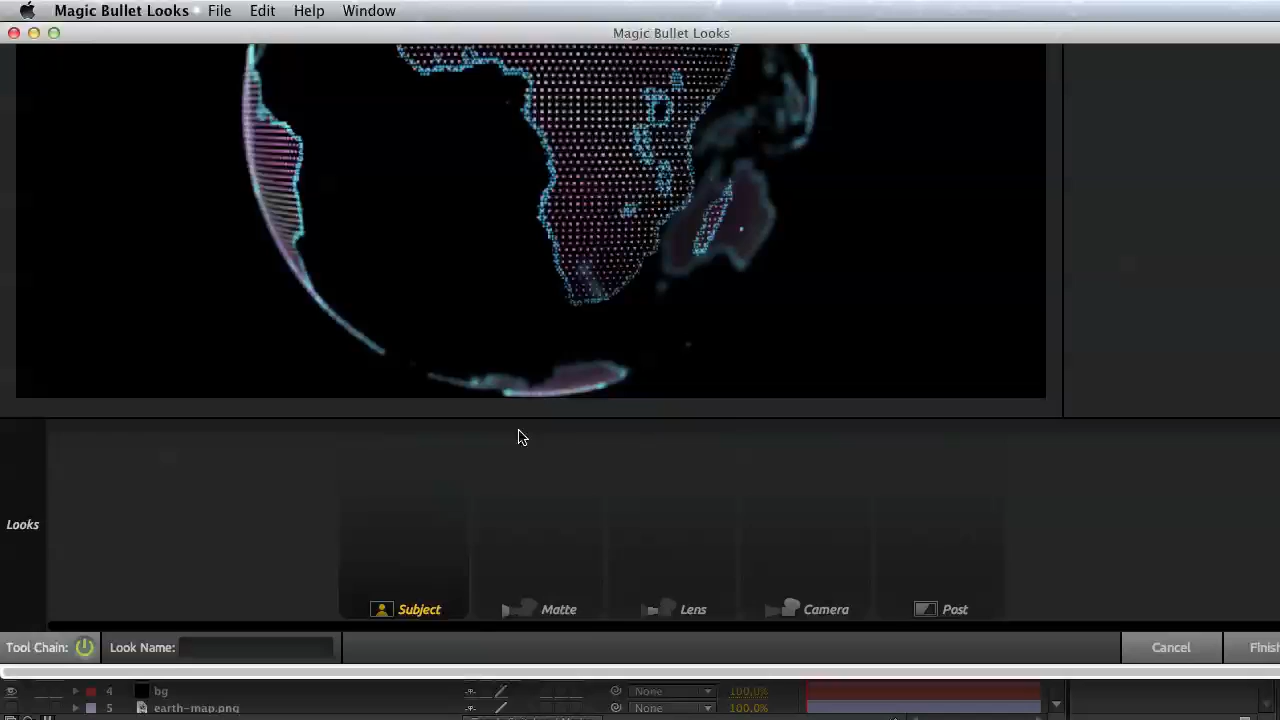 Magic Bullet Looks File Edit Help Window
Magic Bullet Looks
Looks
Subject Matte Lens Camera Post
Tool Chain: Look Name: Cancel Finish
4 bg None 100.0%
5 earth-map.png None 100.0%